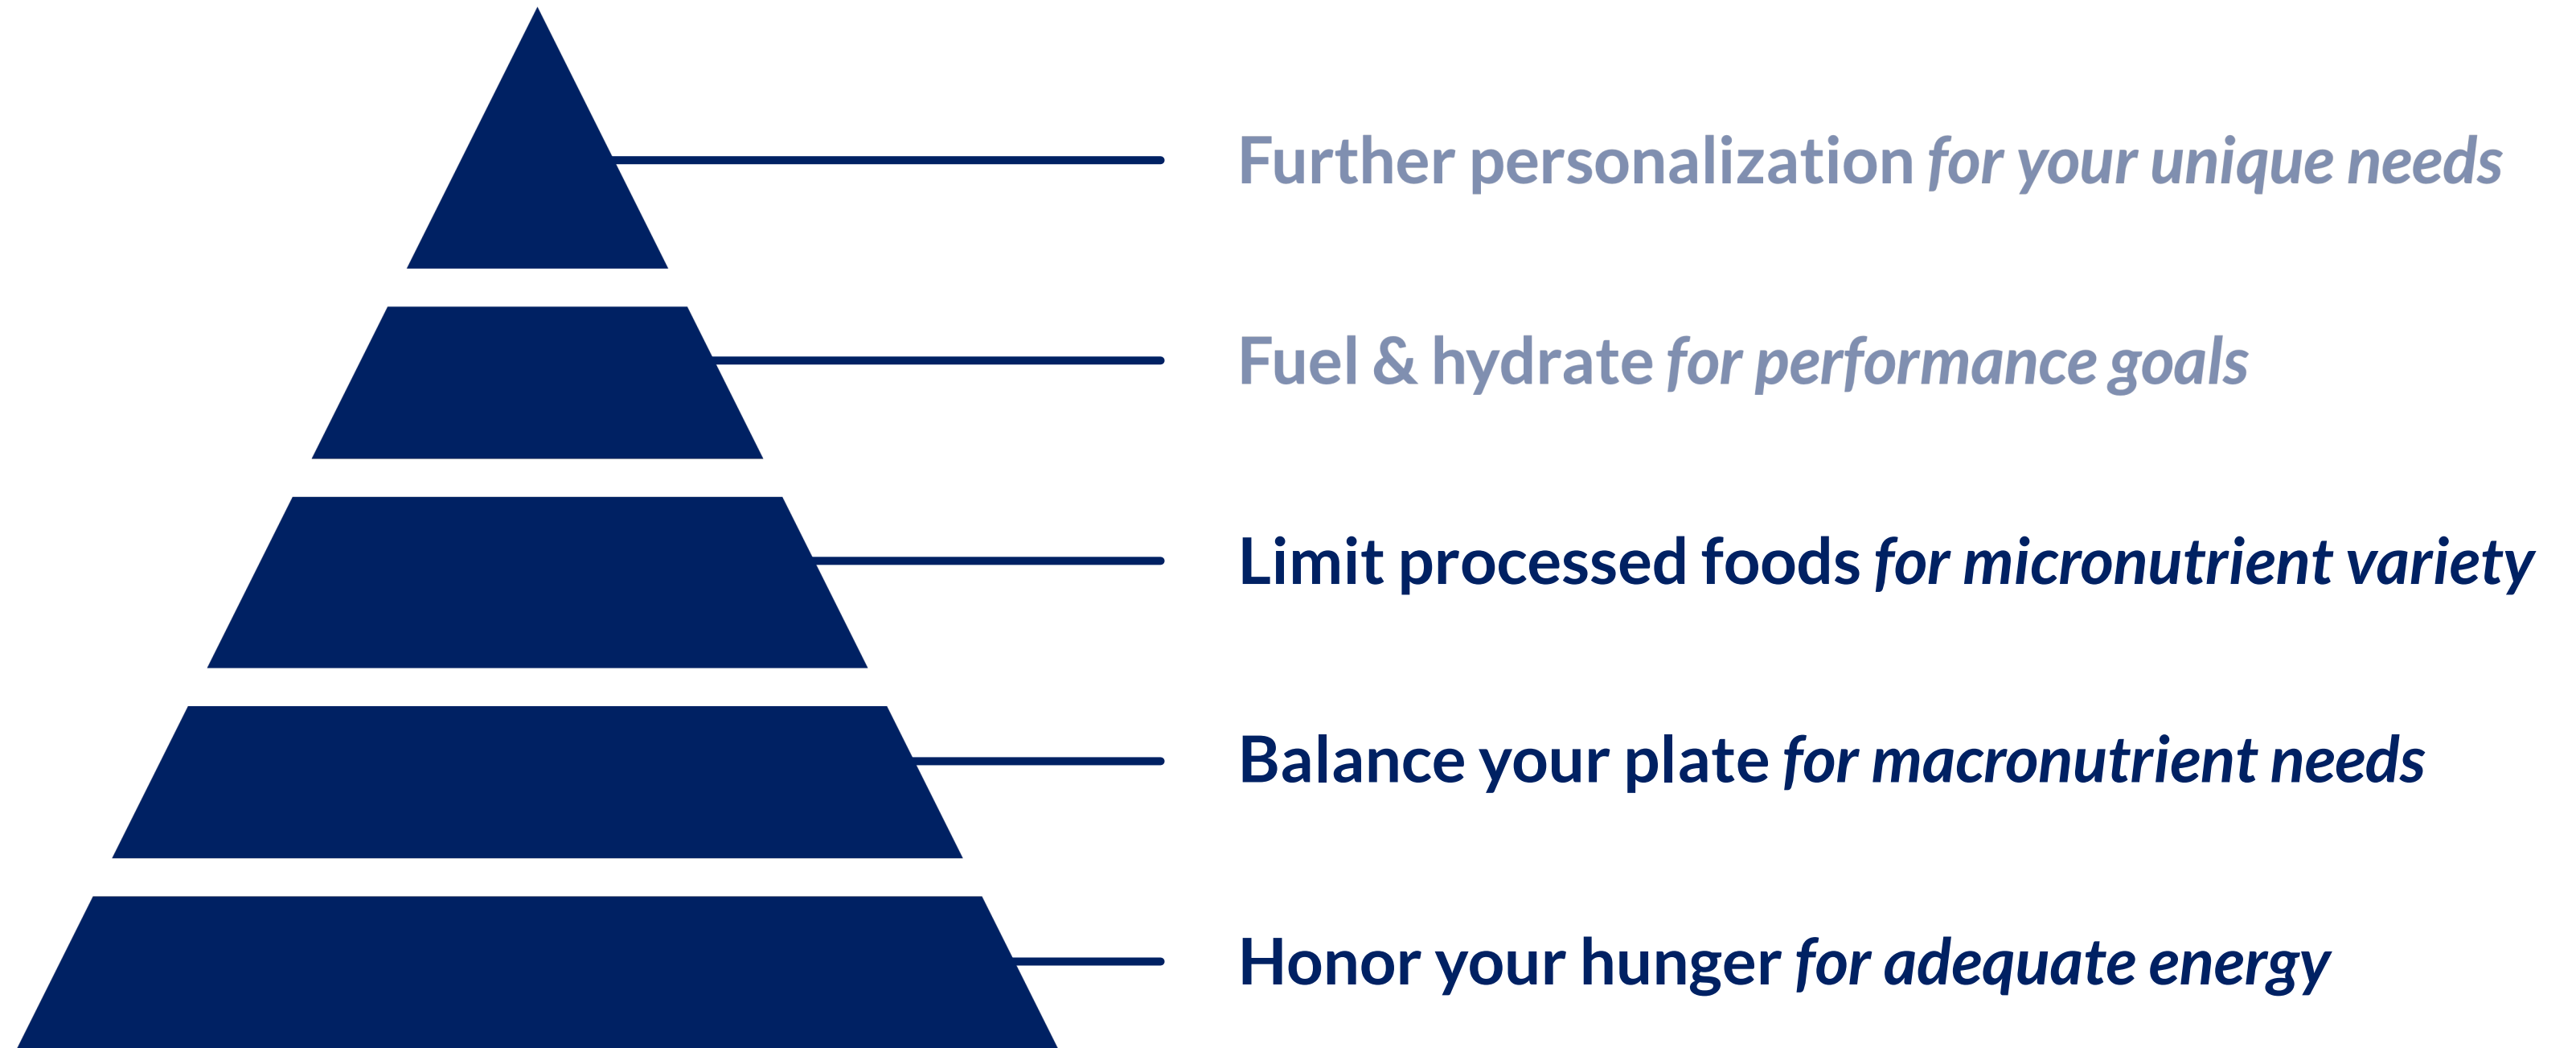 Further personalization for your unique needs
Fuel & hydrate for performance goals
Limit processed foods for micronutrient variety
Balance your plate for macronutrient needs
Honor your hunger for adequate energy